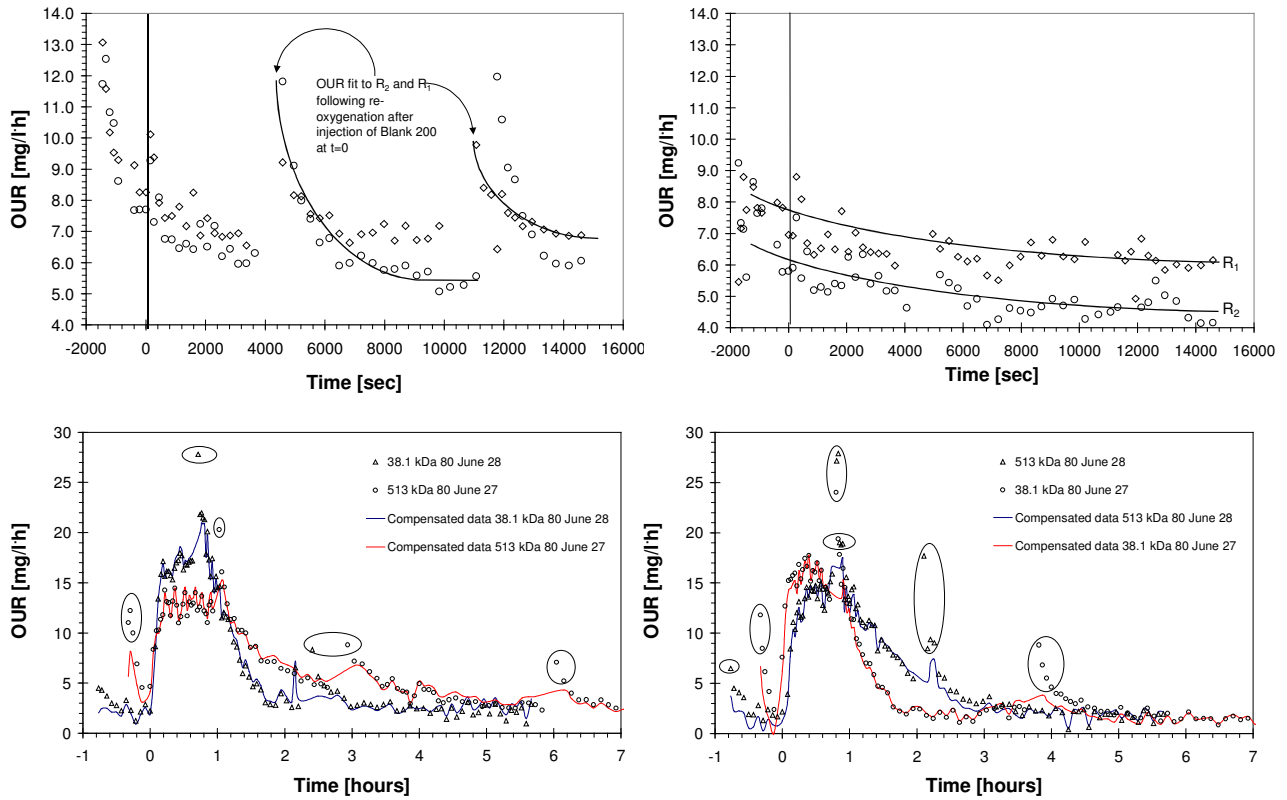 14.0
13.0
12.0
11.0
10.0
9.0
8.0
7.0
6.0
5.0
4.0
OUR [mg/l·h]
OUR fit to R2 and R1
following re-
oxygenation after
injection of Blank 200
at t=0
-2000 0 2000 4000 6000 8000 10000 12000 14000 16000
Time [sec]
14.0
13.0
12.0
11.0
10.0
9.0
8.0
7.0
6.0
5.0
4.0
OUR [mg/l·h]
R1
R2
-2000 0 2000 4000 6000 8000 10000 12000 14000 16000
Time [sec]
30
25
20
15
10
5
0
OUR [mg/l·h]
38.1 kDa 80 June 28
513 kDa 80 June 27
Compensated data 38.1 kDa 80 June 28
Compensated data 513 kDa 80 June 27
-1 0 1 2 3 4 5 6 7
Time [hours]
30
25
20
15
10
5
0
OUR [mg/l·h]
513 kDa 80 June 28
38.1 kDa 80 June 27
Compensated data 513 kDa 80 June 28
Compensated data 38.1 kDa 80 June 27
-1 0 1 2 3 4 5 6 7
Time [hours]